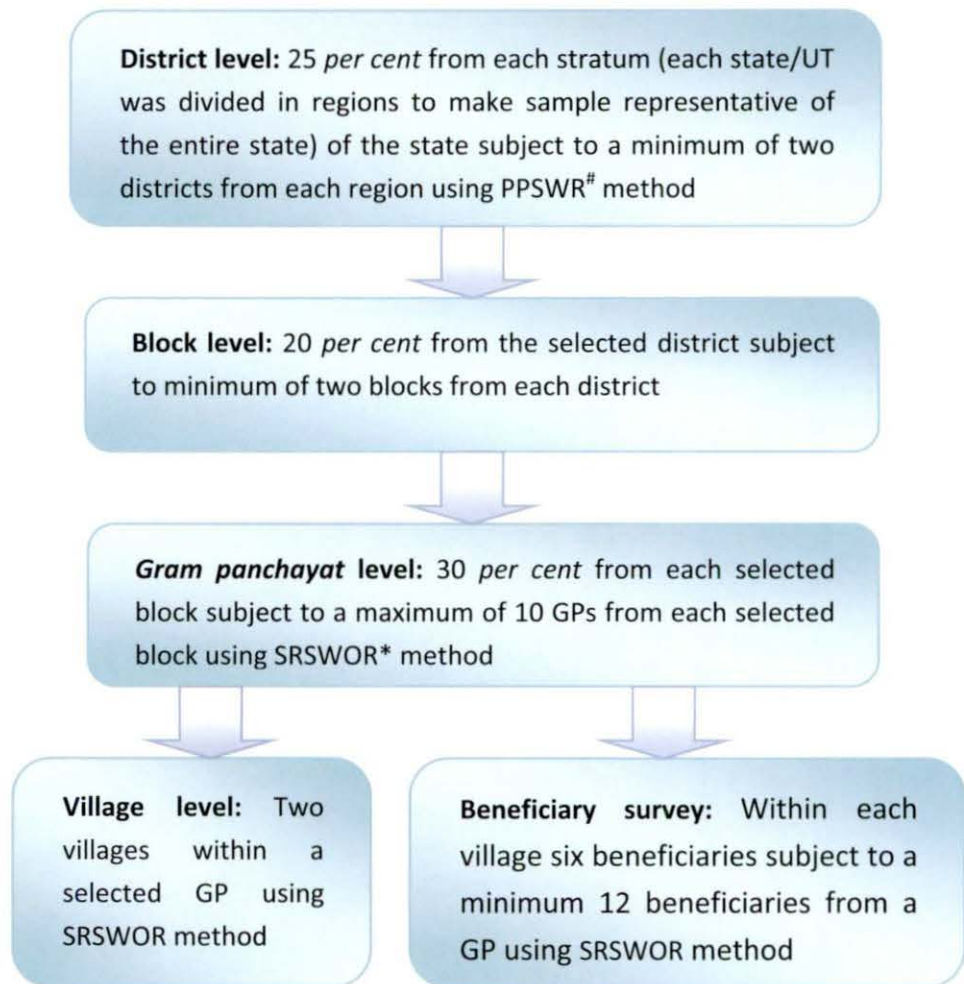 District level: 25 per cent from each stratum (each state/UT
was divided in regions to make sample representative of
the entire state) of the state subject to a minimum of two
districts from each region using PPSWR# method
Block level: 20 per cent from the selected district subject
to minimum of two blocks from each district
Gram panchayat level: 30 per cent from each selected
block subject to a maximum of 10 GPs from each selected
block using SRSWOR* method
Village level: Two
villages within a
selected GP using
SRSWOR method
Beneficiary survey: Within each
village six beneficiaries subject to a
minimum 12 beneficiaries from a
GP using SRSWOR method